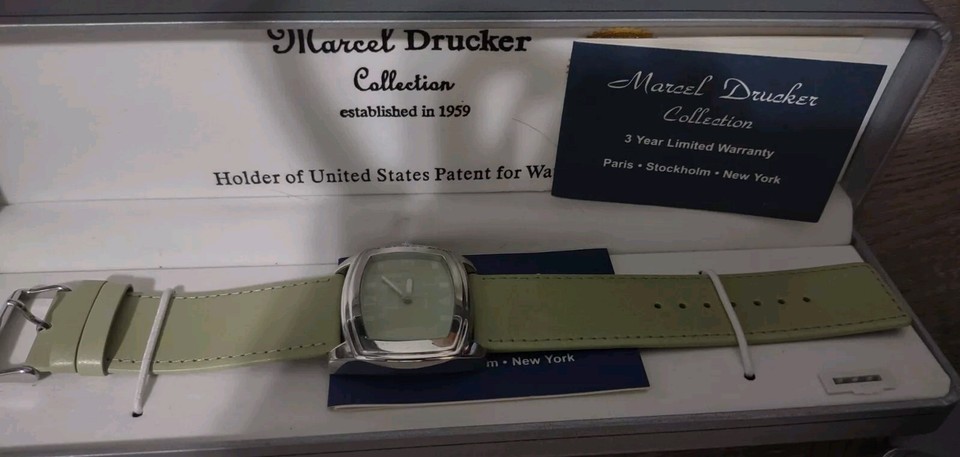 Marcel Drucker
Collection
established in 1959
Holder of United States Patent for Wa
Marcel Drucker
Collection
3 Year Limited Warranty
Paris • Stockholm • New York
m • New York